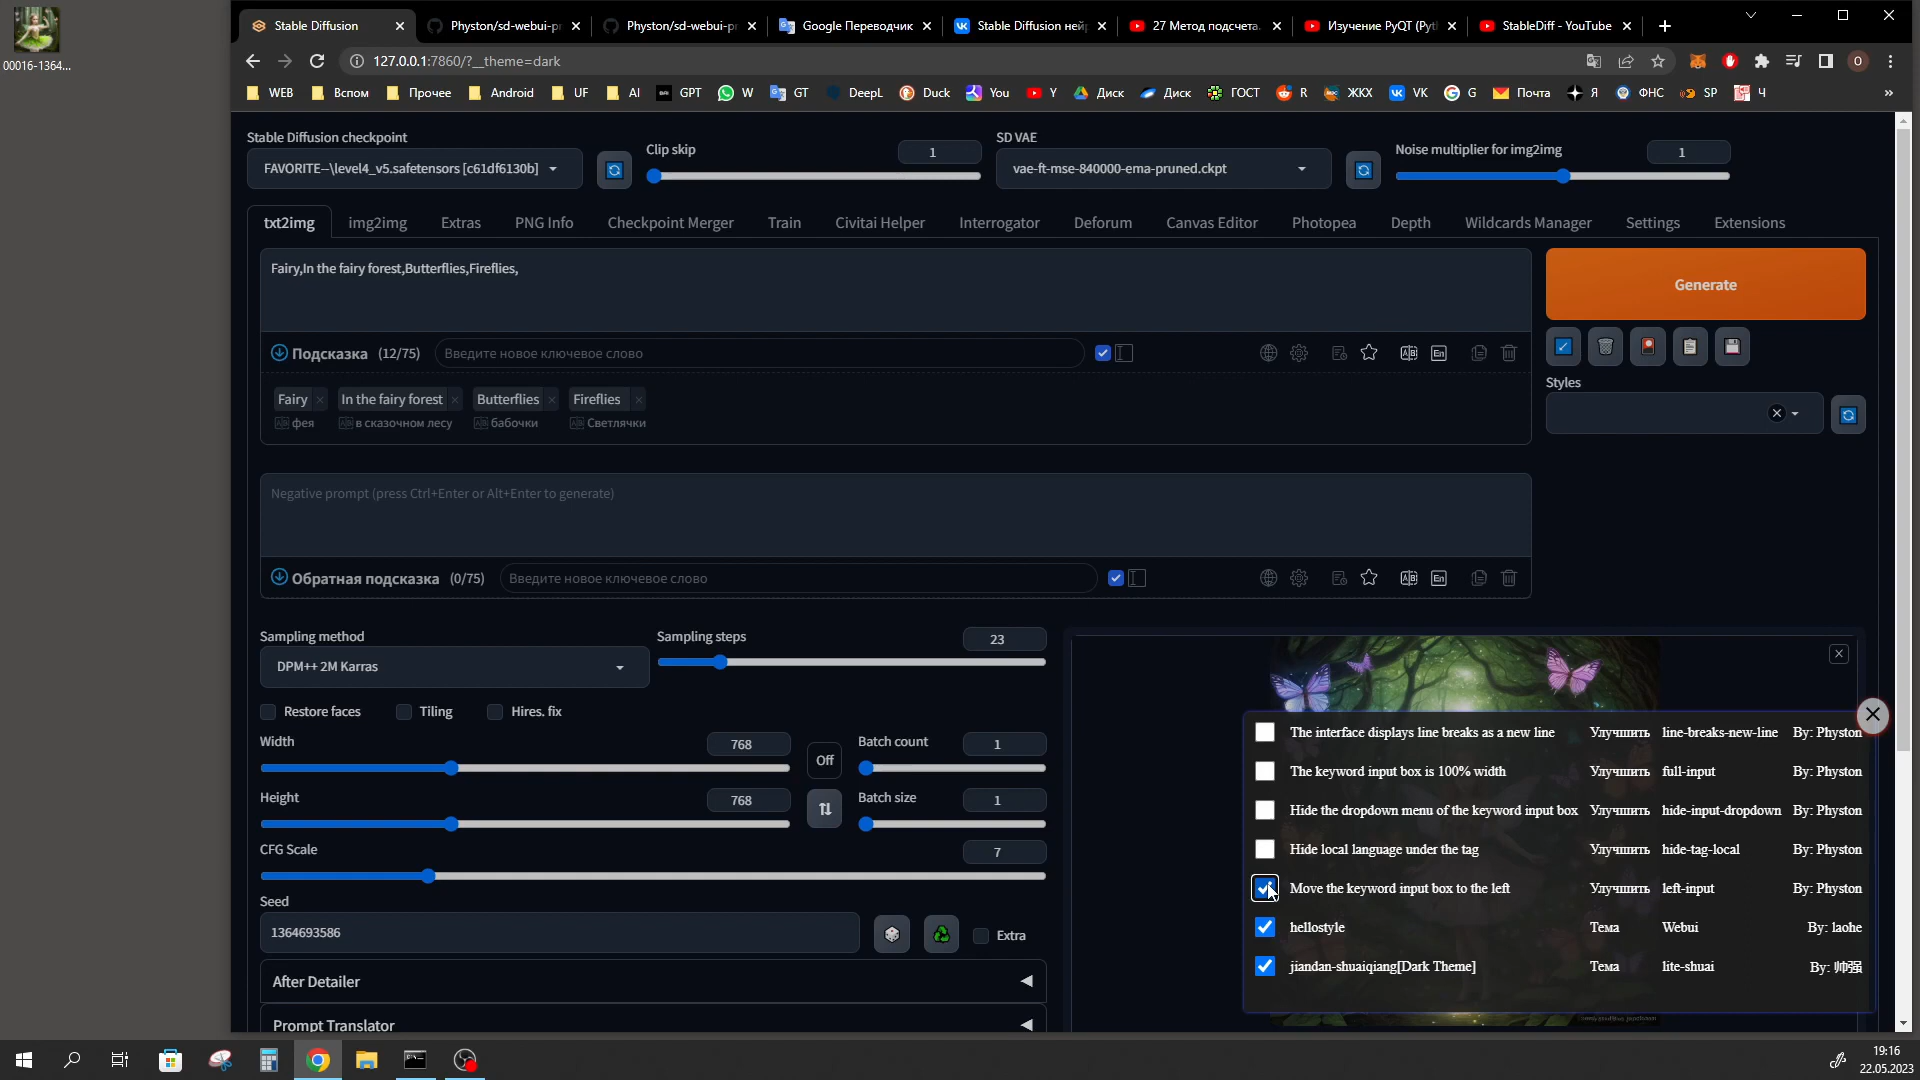 00016-1364...
Stable Diffusion
Physton/sd-webui-pr
Physton/sd-webui-pr
Google Переводчик
Stable Diffusion ней
27 Метод подсчета.
Изучение PyQT (Pyt
StableDiff - YouTube
127.0.0.1:7860/?__theme=dark
WEB
Вспом
Прочее
Android
UF
AI
GPT
W
GT
DeepL
Duck
You
Y
Диск
Диск
ГОСТ
R
ЖКХ
VK
G
Почта
Я
ФНС
SP
Ч
»
Stable Diffusion checkpoint
FAVORITE--\level4_v5.safetensors [c61df6130b]
Clip skip
1
SD VAE
vae-ft-mse-840000-ema-pruned.ckpt
Noise multiplier for img2img
1
txt2img
img2img
Extras
PNG Info
Checkpoint Merger
Train
Civitai Helper
Interrogator
Deforum
Canvas Editor
Photopea
Depth
Wildcards Manager
Settings
Extensions
Fairy,In the fairy forest,Butterflies,Fireflies,
Generate
Подсказка (12/75)
Введите новое ключевое слово
Styles
Fairy
In the fairy forest
Butterflies
Fireflies
фея
в сказочном лесу
бабочки
Светлячки
Negative prompt (press Ctrl+Enter or Alt+Enter to generate)
Обратная подсказка (0/75)
Введите новое ключевое слово
Sampling method
DPM++ 2M Karras
Sampling steps
23
Restore faces
Tiling
Hires. fix
Width
768
Off
Batch count
1
Height
768
Batch size
1
CFG Scale
7
Seed
1364693586
Extra
After Detailer
Prompt Translator
The interface displays line breaks as a new line Улучшить line-breaks-new-line By: Physton
The keyword input box is 100% width Улучшить full-input By: Physton
Hide the dropdown menu of the keyword input box Улучшить hide-input-dropdown By: Physton
Hide local language under the tag Улучшить hide-tag-local By: Physton
Move the keyword input box to the left Улучшить left-input By: Physton
hellostyle Тема Webui By: laohe
jiandan-shuaiqiang[Dark Theme] Тема lite-shuai By: 帅强
19:16
22.05.2023